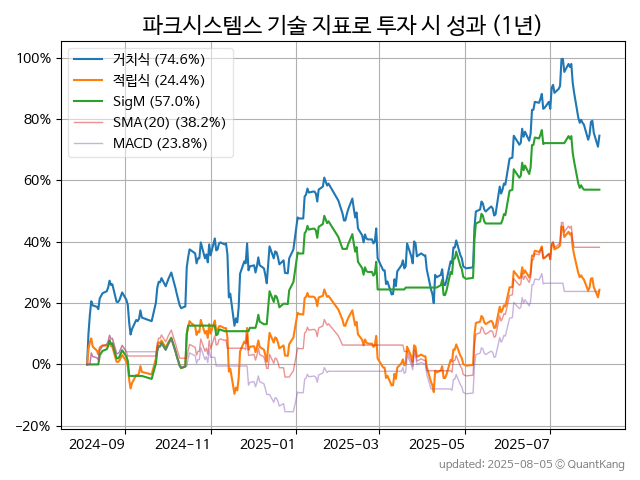 파크시스템스 기술 지표로 투자 시 성과 (1년)
거치식 (74.6%)
적립식 (24.4%)
SigM (57.0%)
SMA(20) (38.2%)
MACD (23.8%)
100%
80%
60%
40%
20%
0%
−20%
2024-09 2024-11 2025-01 2025-03 2025-05 2025-07
updated: 2025-08-05 © QuantKang